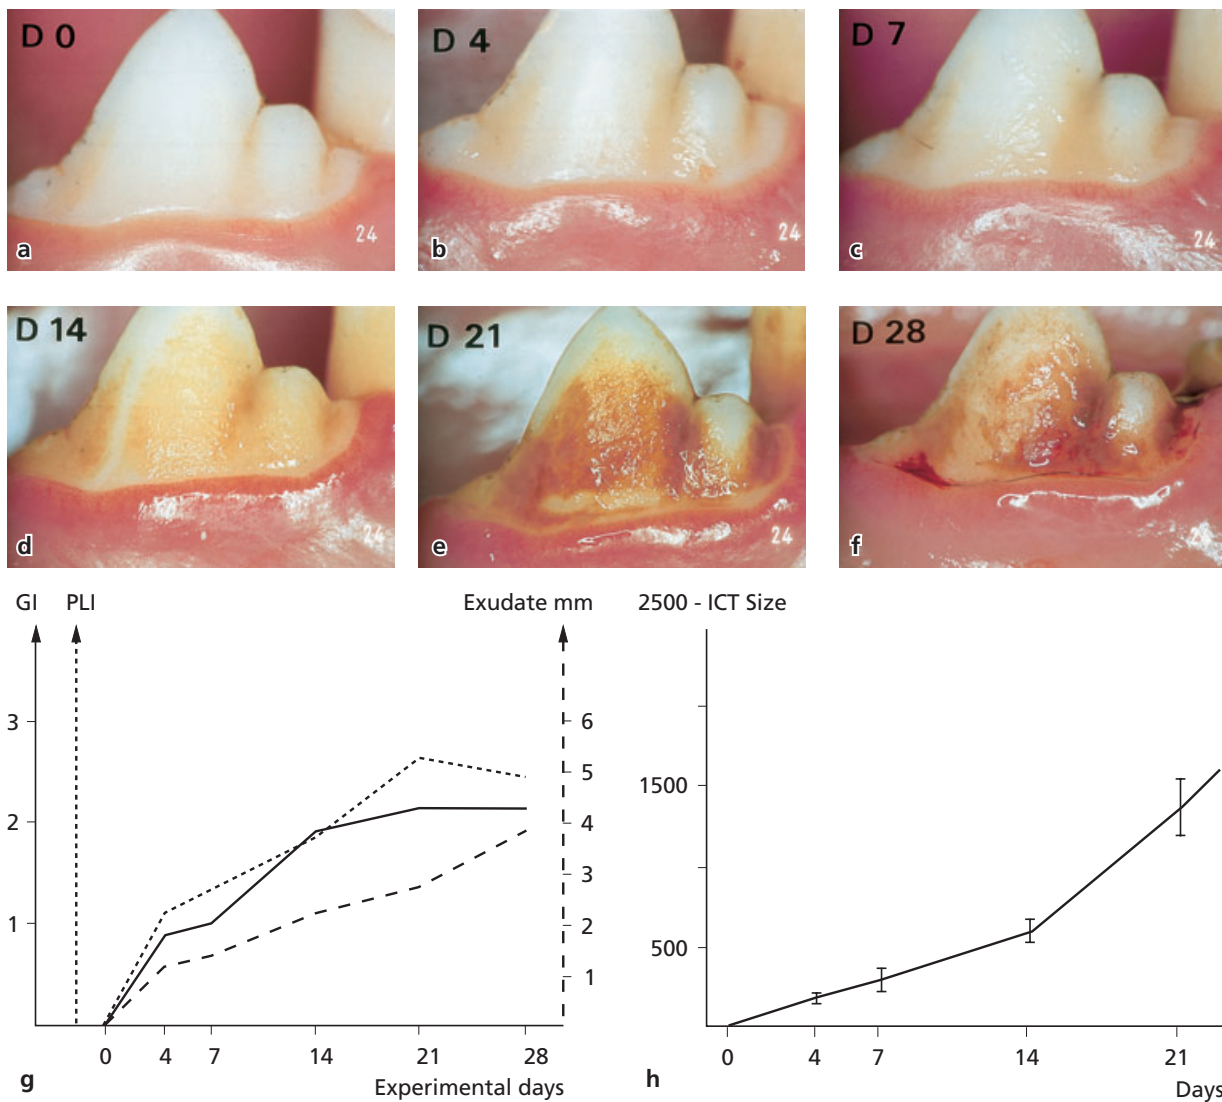 D 0
24
a
D 4
24
b
D 7
24
c
D 14
24
d
D 21
24
e
D 28
f
GI PLI Exudate mm
3
2
1
6
5
4
3
2
1
0 4 7 14 21 28
Experimental days
g
2500 - ICT Size
1500
500
0 4 7 14 21
Days
h